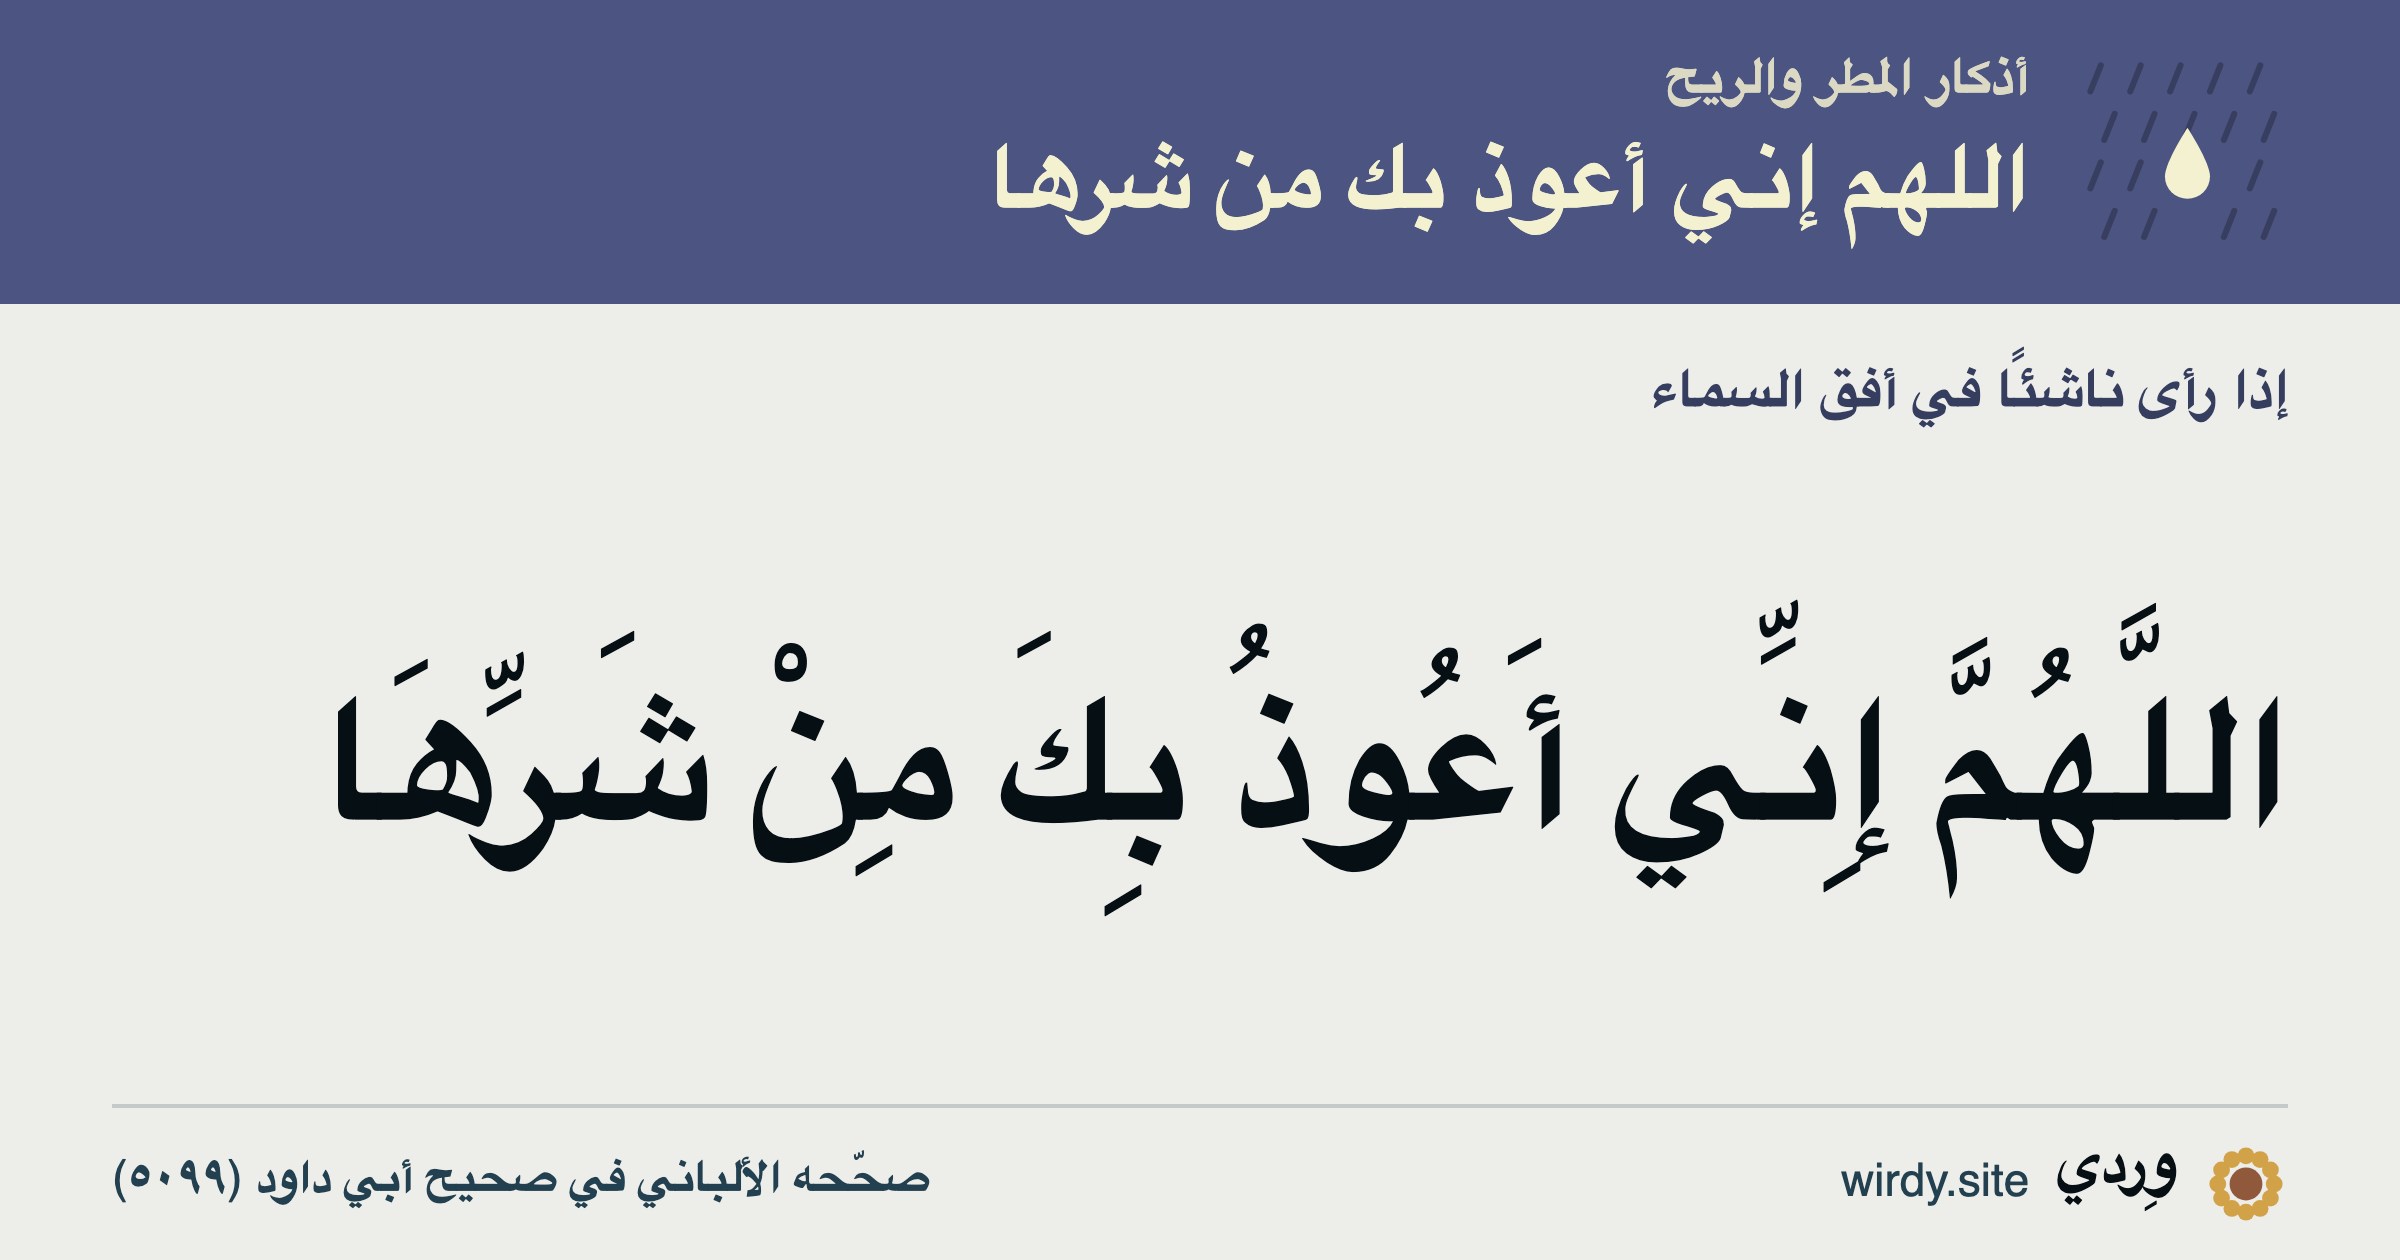 أذكار المطر والريح
اللهم إني أعوذ بك من شرها
إذا رأى ناشئًا في أفق السماء
اللَّهُمَّ إِنِّي أَعُوذُ بِكَ مِنْ شَرِّهَا
وِردي wirdy.site
صحّحه الألباني في صحيح أبي داود (٥٠٩٩)